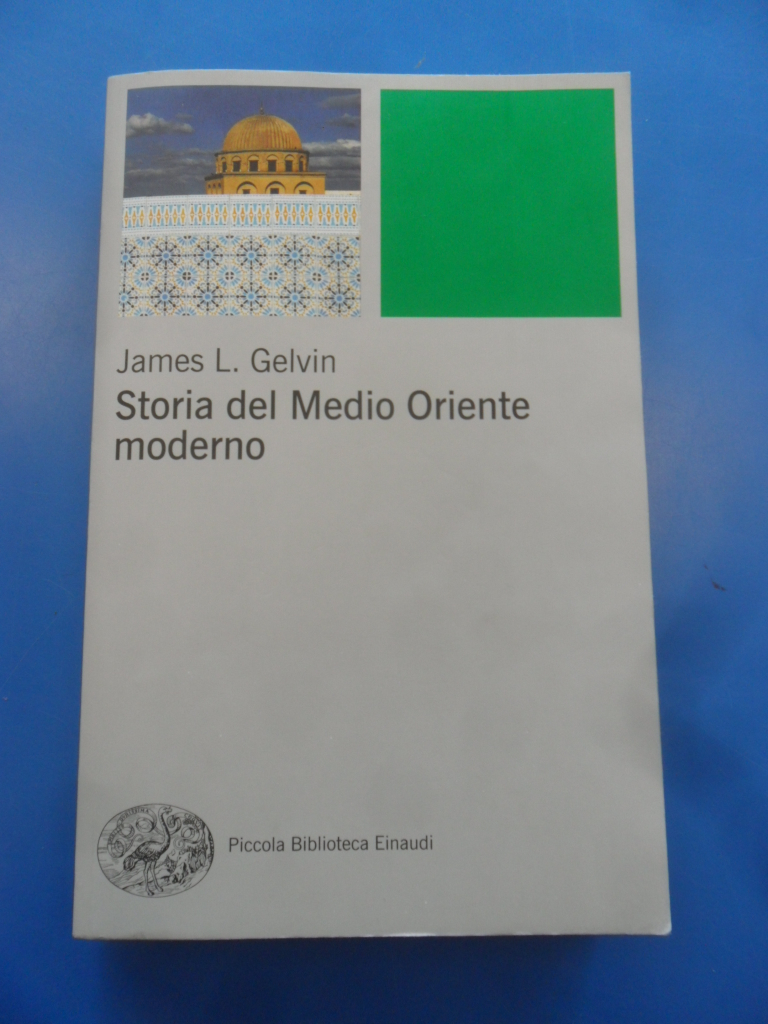 James L. Gelvin
Storia del Medio Oriente
moderno
Piccola Biblioteca Einaudi